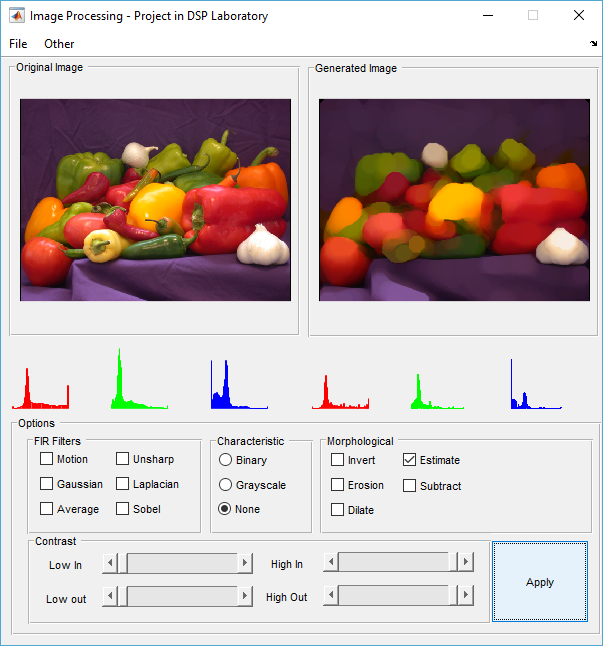 Image Processing - Project in DSP Laboratory
File Other
Original Image
Generated Image
Options
FIR Filters
Motion
Unsharp
Gaussian
Laplacian
Average
Sobel
Characteristic
Binary
Grayscale
None
Morphological
Invert
Estimate
Erosion
Subtract
Dilate
Contrast
Low In
High In
Low out
High Out
Apply